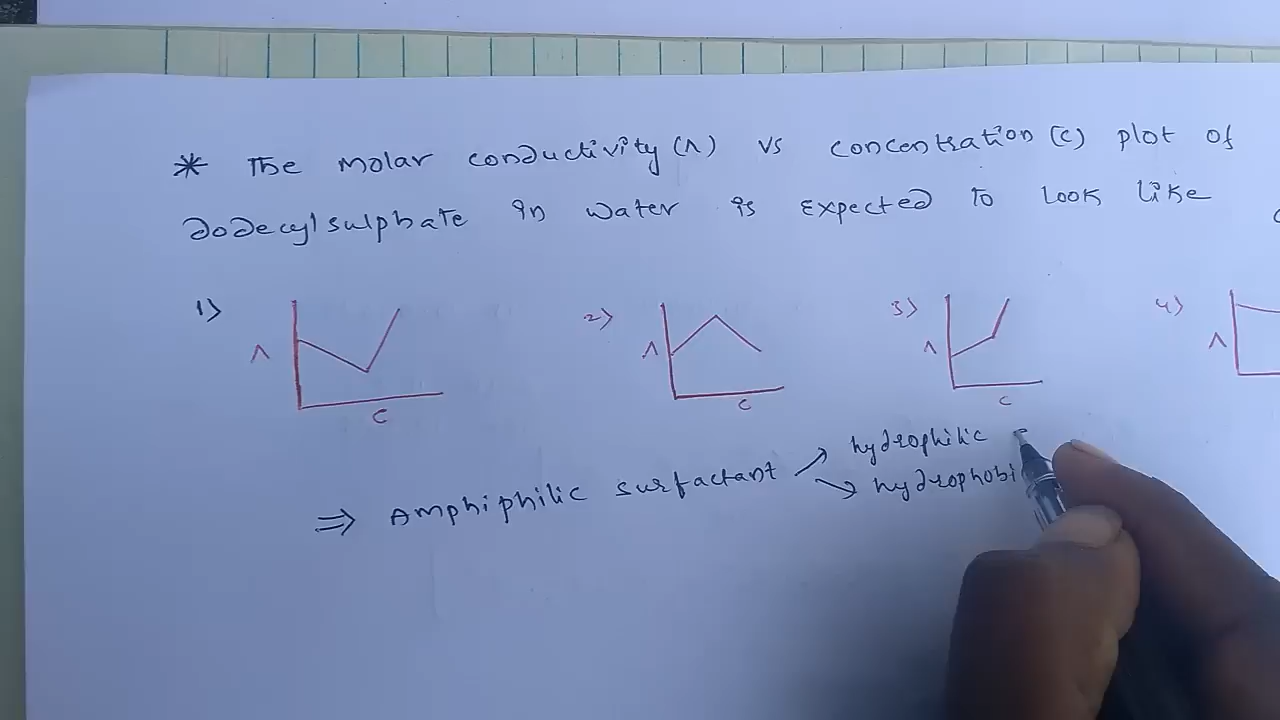 * The molar conductivity (Λ) vs concentration (c) plot of
dodecylsulphate in water is expected to look like
1) 2) 3) 4)
Λ Λ Λ Λ
c c c
⇒ Amphiphilic surfactant → hydrophilic
→ hydrophobi